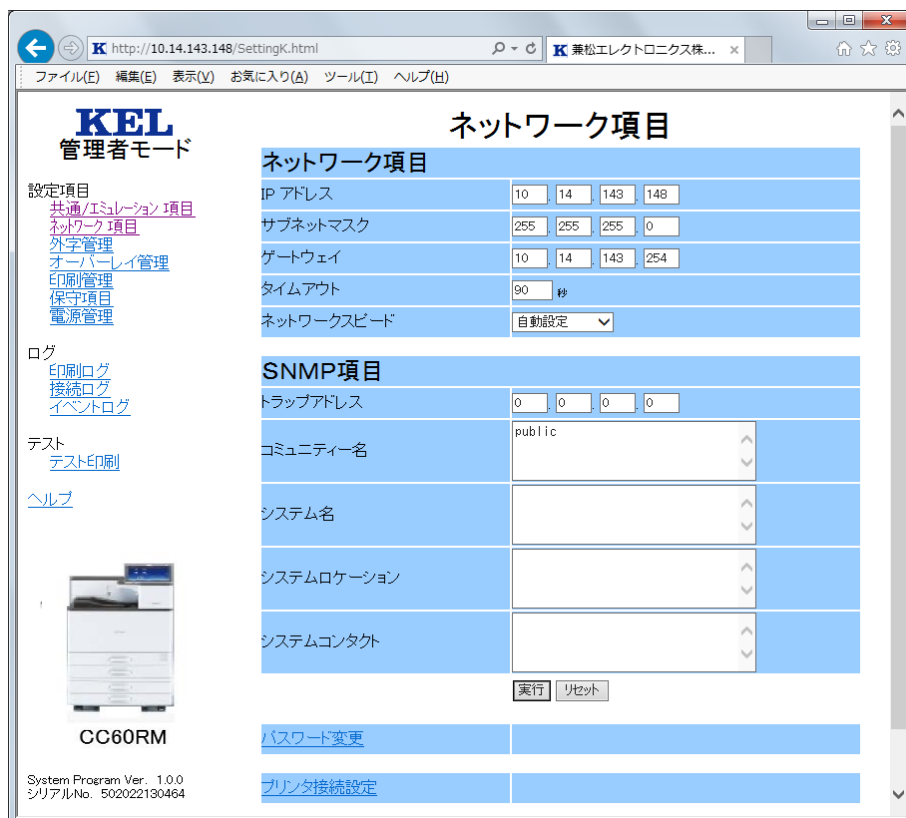 http://10.14.143.148/SettingK.html
兼松エレクトロニクス株...
ファイル(F) 編集(E) 表示(V) お気に入り(A) ツール(T) ヘルプ(H)
KEL
管理者モード
設定項目
共通/エミュレーション 項目
ネットワーク 項目
外字管理
オーバーレイ管理
印刷管理
保守項目
電源管理
ログ
印刷ログ
接続ログ
イベントログ
テスト
テスト印刷
ヘルプ
CC60RM
System Program Ver. 1.0.0
シリアルNo. 502022130464
ネットワーク項目
ネットワーク項目
IP アドレス 10 . 14 . 143 . 148
サブネットマスク 255 . 255 . 255 . 0
ゲートウェイ 10 . 14 . 143 . 254
タイムアウト 90 秒
ネットワークスピード 自動設定
SNMP項目
トラップアドレス 0 . 0 . 0 . 0
コミュニティー名 public
システム名
システムロケーション
システムコンタクト
実行 リセット
パスワード変更
プリンタ接続設定